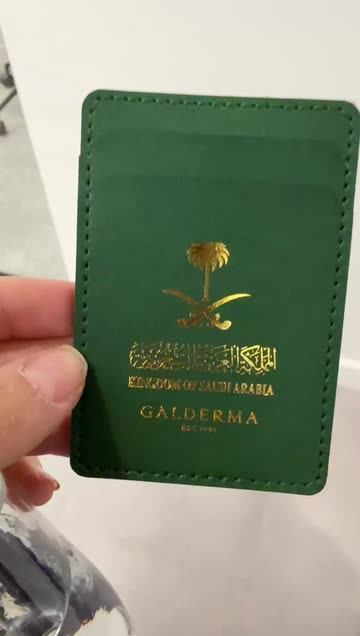 المملكة العربية السعودية
KINGDOM OF SAUDI ARABIA
GALDERMA
EST. 1981